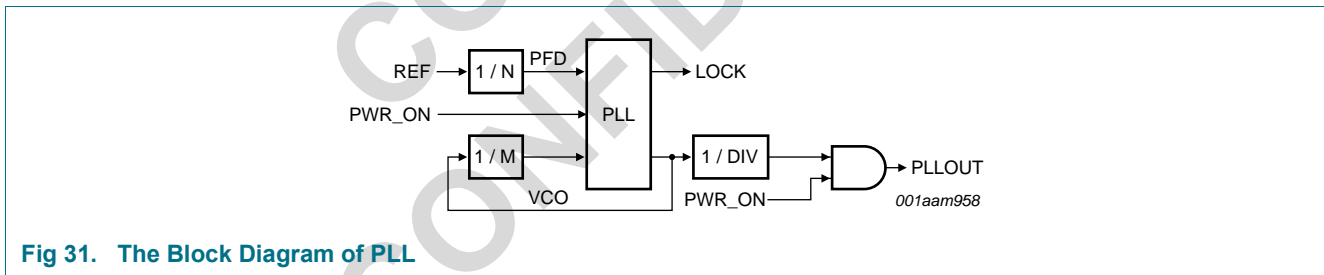 REF
1 / N
PFD
PLL
LOCK
PWR_ON
1 / M
VCO
1 / DIV
PWR_ON
PLLOUT
001aam958
Fig 31. The Block Diagram of PLL